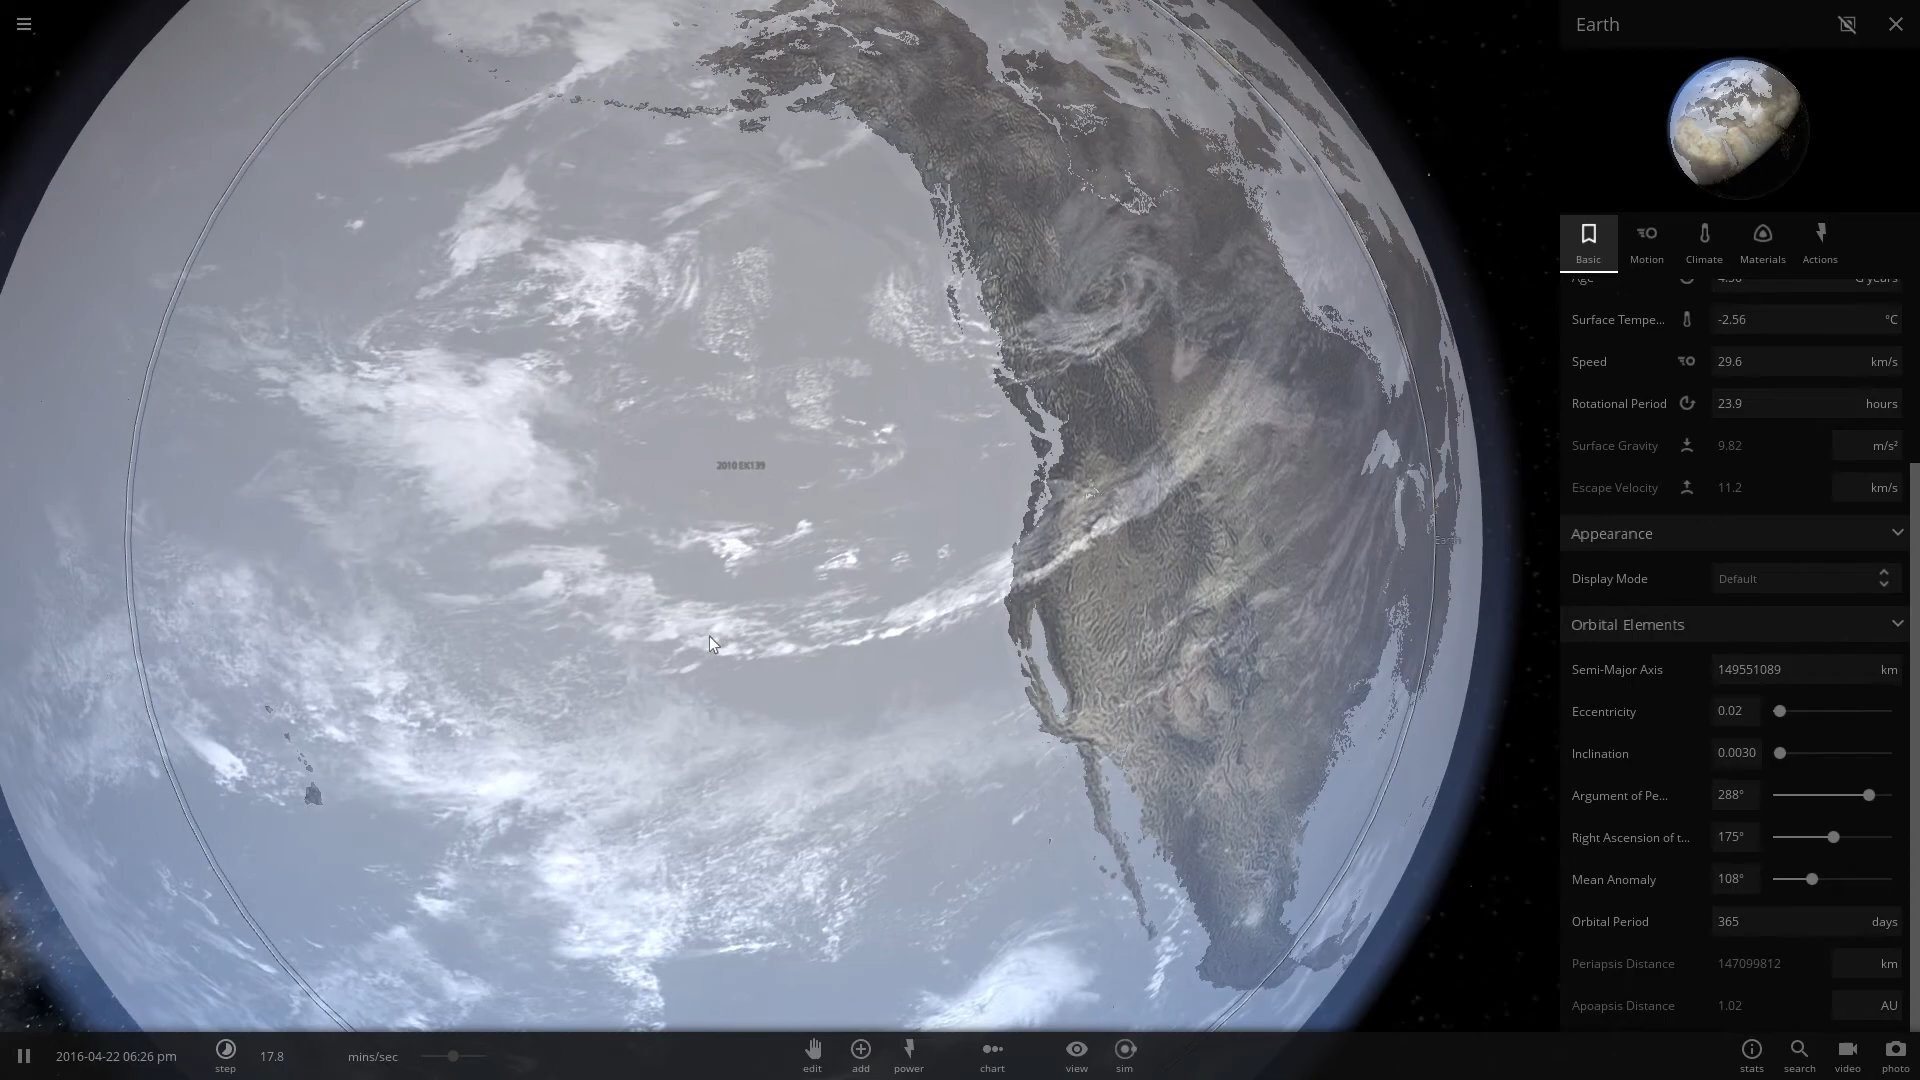 Earth
Basic
Motion
Climate
Materials
Actions
Surface Tempe... -2.56 °C
Speed 29.6 km/s
Rotational Period 23.9 hours
Surface Gravity 9.82 m/s²
Escape Velocity 11.2 km/s
Appearance
Display Mode Default
Orbital Elements
Semi-Major Axis 149551089 km
Eccentricity 0.02
Inclination 0.0030
Argument of Pe... 288°
Right Ascension of t... 175°
Mean Anomaly 108°
Orbital Period 365 days
Periapsis Distance 147099812 km
Apoapsis Distance 1.02 AU
2010 EK139
Earth
2016-04-22 06:26 pm
step
17.8 mins/sec
edit
add
power
chart
view
sim
stats
search
video
photo